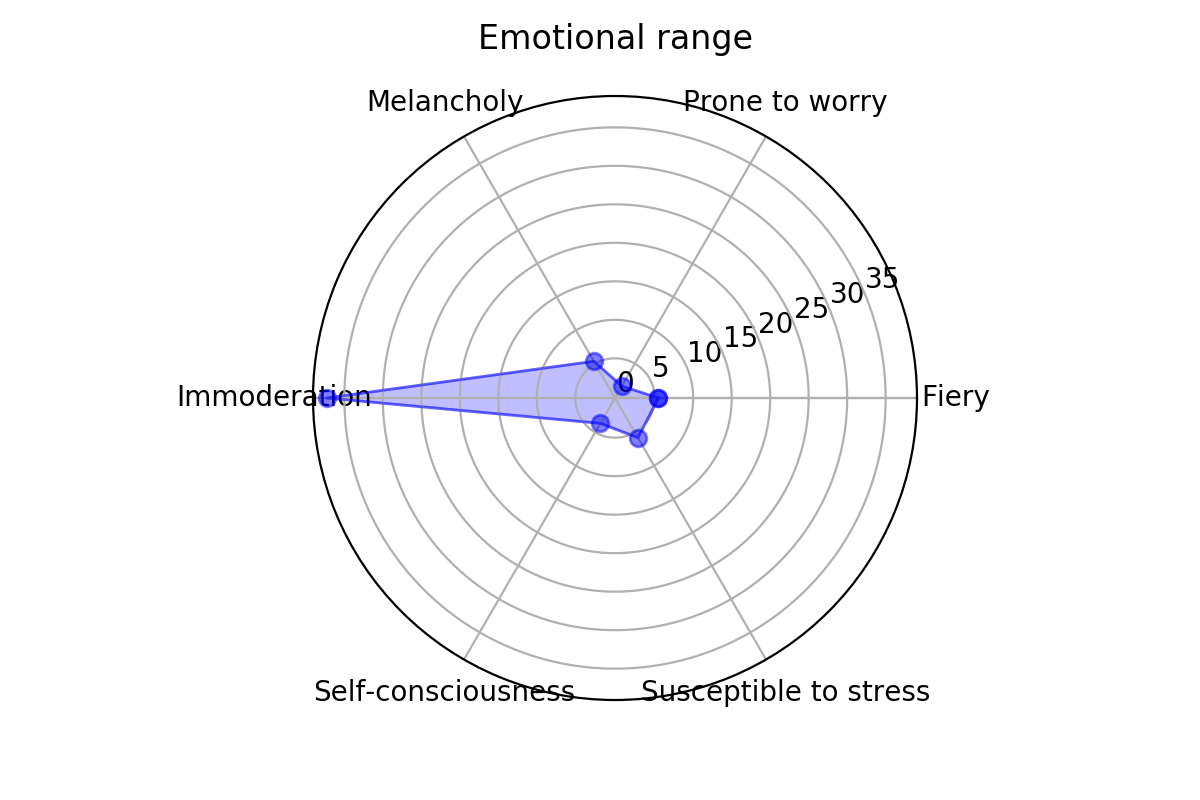 Emotional range
Melancholy
Prone to worry
35
30
25
20
15
10
5
0
Immoderation
Fiery
Self-consciousness
Susceptible to stress